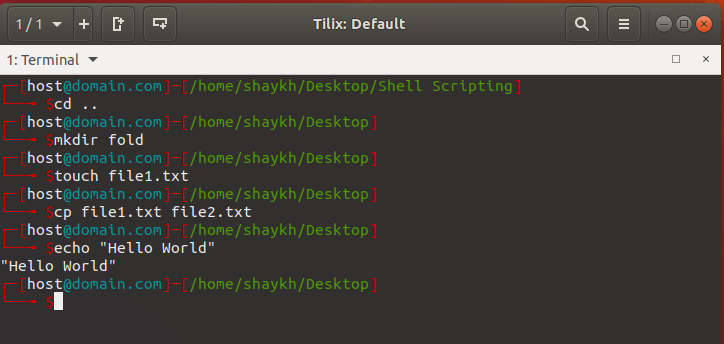 1 / 1
Tilix: Default
1: Terminal
[host@domain.com]-[/home/shaykh/Desktop/Shell Scripting]
$cd ..
[host@domain.com]-[/home/shaykh/Desktop]
$mkdir fold
[host@domain.com]-[/home/shaykh/Desktop]
$touch file1.txt
[host@domain.com]-[/home/shaykh/Desktop]
$cp file1.txt file2.txt
[host@domain.com]-[/home/shaykh/Desktop]
$echo "Hello World"
"Hello World"
[host@domain.com]-[/home/shaykh/Desktop]
$